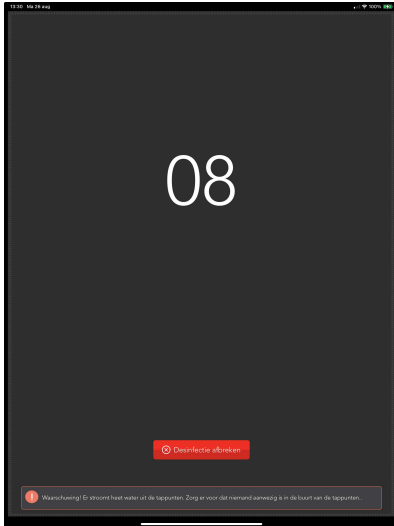 13:30 Ma 26 aug 100%
08
Desinfectie afbreken
Waarschuwing! Er stroomt heet water uit de tappunten. Zorg er voor dat niemand aanwezig is in de buurt van de tappunten.